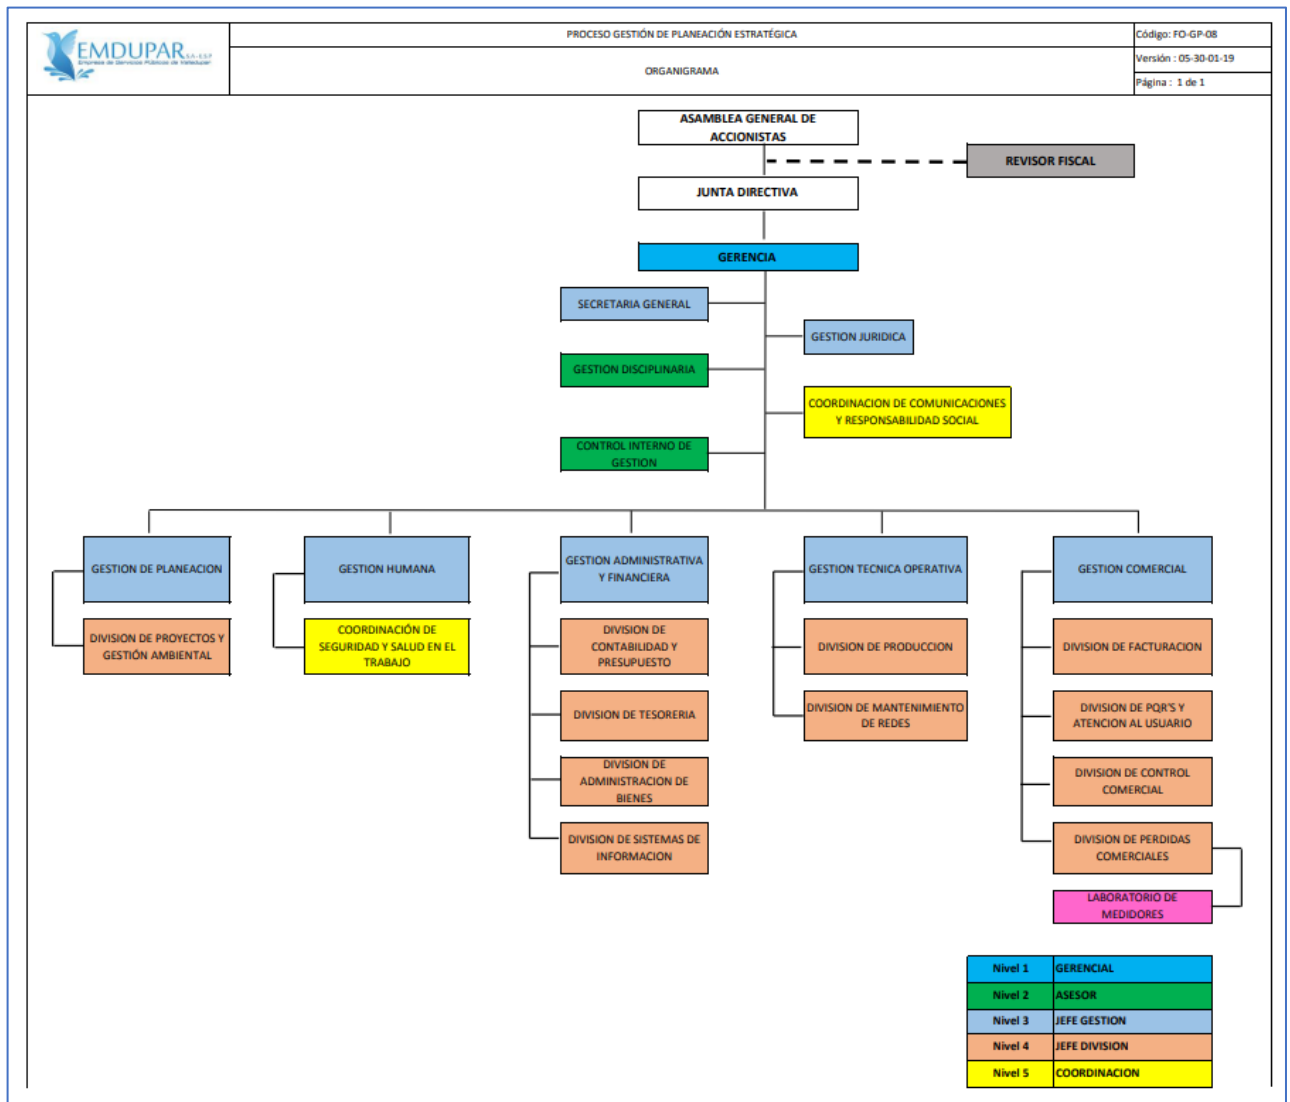 EMDUPAR S.A.-E.S.P
Empresa de Servicios Públicos de Valledupar
PROCESO GESTIÓN DE PLANEACIÓN ESTRATÉGICA
ORGANIGRAMA
Código: FO-GP-08
Versión : 05-30-01-19
Página : 1 de 1
ASAMBLEA GENERAL DE
ACCIONISTAS
REVISOR FISCAL
JUNTA DIRECTIVA
GERENCIA
SECRETARIA GENERAL
GESTION JURIDICA
GESTION DISCIPLINARIA
COORDINACION DE COMUNICACIONES
Y RESPONSABILIDAD SOCIAL
CONTROL INTERNO DE
GESTION
GESTION DE PLANEACION
DIVISION DE PROYECTOS Y
GESTIÓN AMBIENTAL
GESTION HUMANA
COORDINACIÓN DE
SEGURIDAD Y SALUD EN EL
TRABAJO
GESTION ADMINISTRATIVA
Y FINANCIERA
DIVISION DE
CONTABILIDAD Y
PRESUPUESTO
DIVISION DE TESORERIA
DIVISION DE
ADMINISTRACION DE
BIENES
DIVISION DE SISTEMAS DE
INFORMACION
GESTION TECNICA OPERATIVA
DIVISION DE PRODUCCION
DIVISION DE MANTENIMIENTO
DE REDES
GESTION COMERCIAL
DIVISION DE FACTURACION
DIVISION DE PQR'S Y
ATENCION AL USUARIO
DIVISION DE CONTROL
COMERCIAL
DIVISION DE PERDIDAS
COMERCIALES
LABORATORIO DE
MEDIDORES
Nivel 1 GERENCIAL
Nivel 2 ASESOR
Nivel 3 JEFE GESTION
Nivel 4 JEFE DIVISION
Nivel 5 COORDINACION